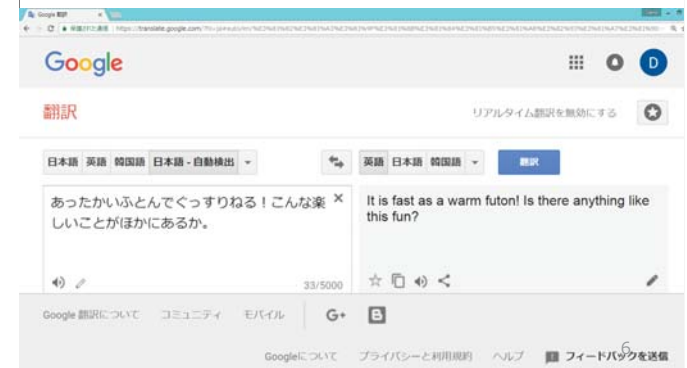 Google 翻訳
https://translate.google.com/
Google
D
翻訳
リアルタイム翻訳を無効にする
日本語 英語 韓国語 日本語 - 自動検出
英語 日本語 韓国語 翻訳
あったかいふとんでぐっすりねる！こんな楽
しいことがほかにあるか。
It is fast as a warm futon! Is there anything like
this fun?
33/5000
Google 翻訳について コミュニティ モバイル G+ B
6
Googleについて プライバシーと利用規約 ヘルプ フィードバックを送信